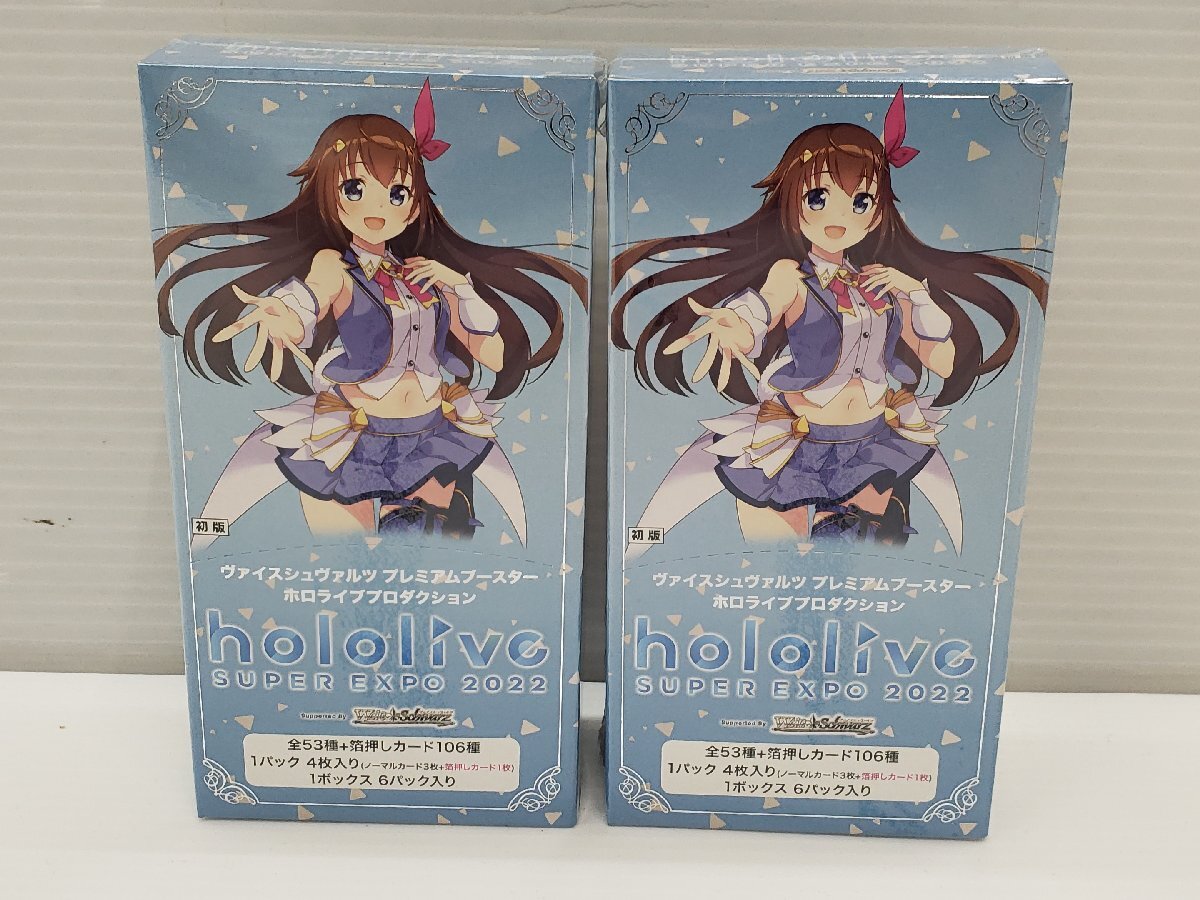 初版
ヴァイスシュヴァルツ プレミアムブースター
ホロライブプロダクション
hololive
SUPER EXPO 2022
Supported By Weiß Schwarz
全53種+箔押しカード106種
1パック 4枚入り(ノーマルカード3枚+箔押しカード1枚)
1ボックス 6パック入り
初版
ヴァイスシュヴァルツ プレミアムブースター
ホロライブプロダクション
hololive
SUPER EXPO 2022
Supported By Weiß Schwarz
全53種+箔押しカード106種
1パック 4枚入り(ノーマルカード3枚+箔押しカード1枚)
1ボックス 6パック入り